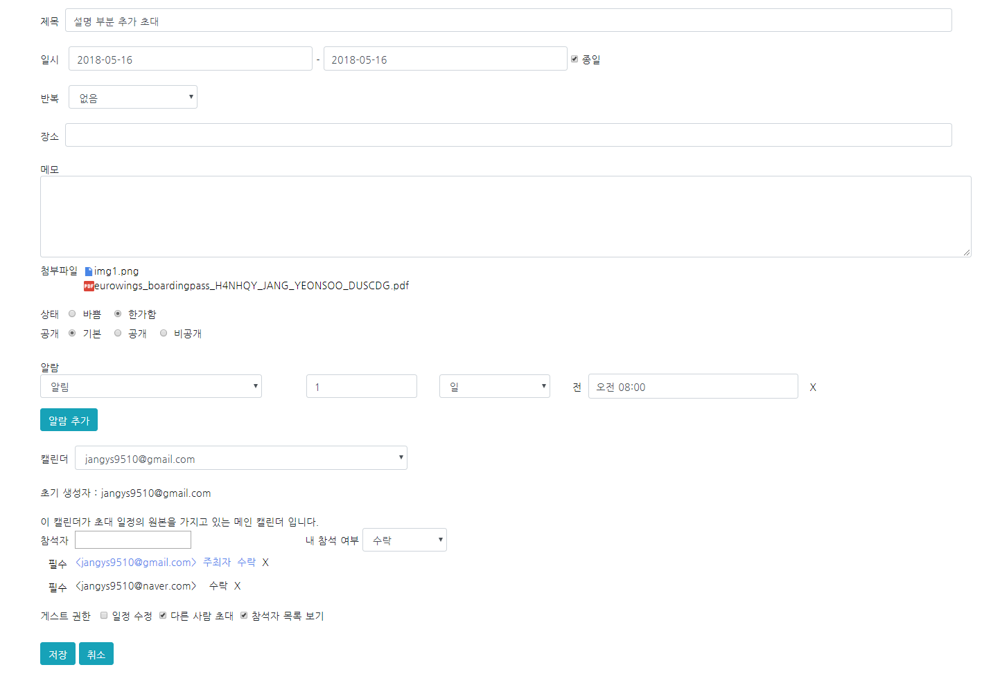 제목 설명 부분 추가 초대
일시 2018-05-16 - 2018-05-16 종일
반복 없음
장소
메모
첨부파일 img1.png
PDF eurowings_boardingpass_H4NHQY_JANG_YEONSOO_DUSCDG.pdf
상태 바쁨 한가함
공개 기본 공개 비공개
알람
알림 1 일 전 오전 08:00 X
알람 추가
캘린더 jangys9510@gmail.com
초기 생성자 : jangys9510@gmail.com
이 캘린더가 초대 일정의 원본을 가지고 있는 메인 캘린더 입니다.
참석자 내 참석 여부 수락
필수 <jangys9510@gmail.com> 주최자 수락 X
필수 <jangys9510@naver.com> 수락 X
게스트 권한 일정 수정 다른 사람 초대 참석자 목록 보기
저장 취소